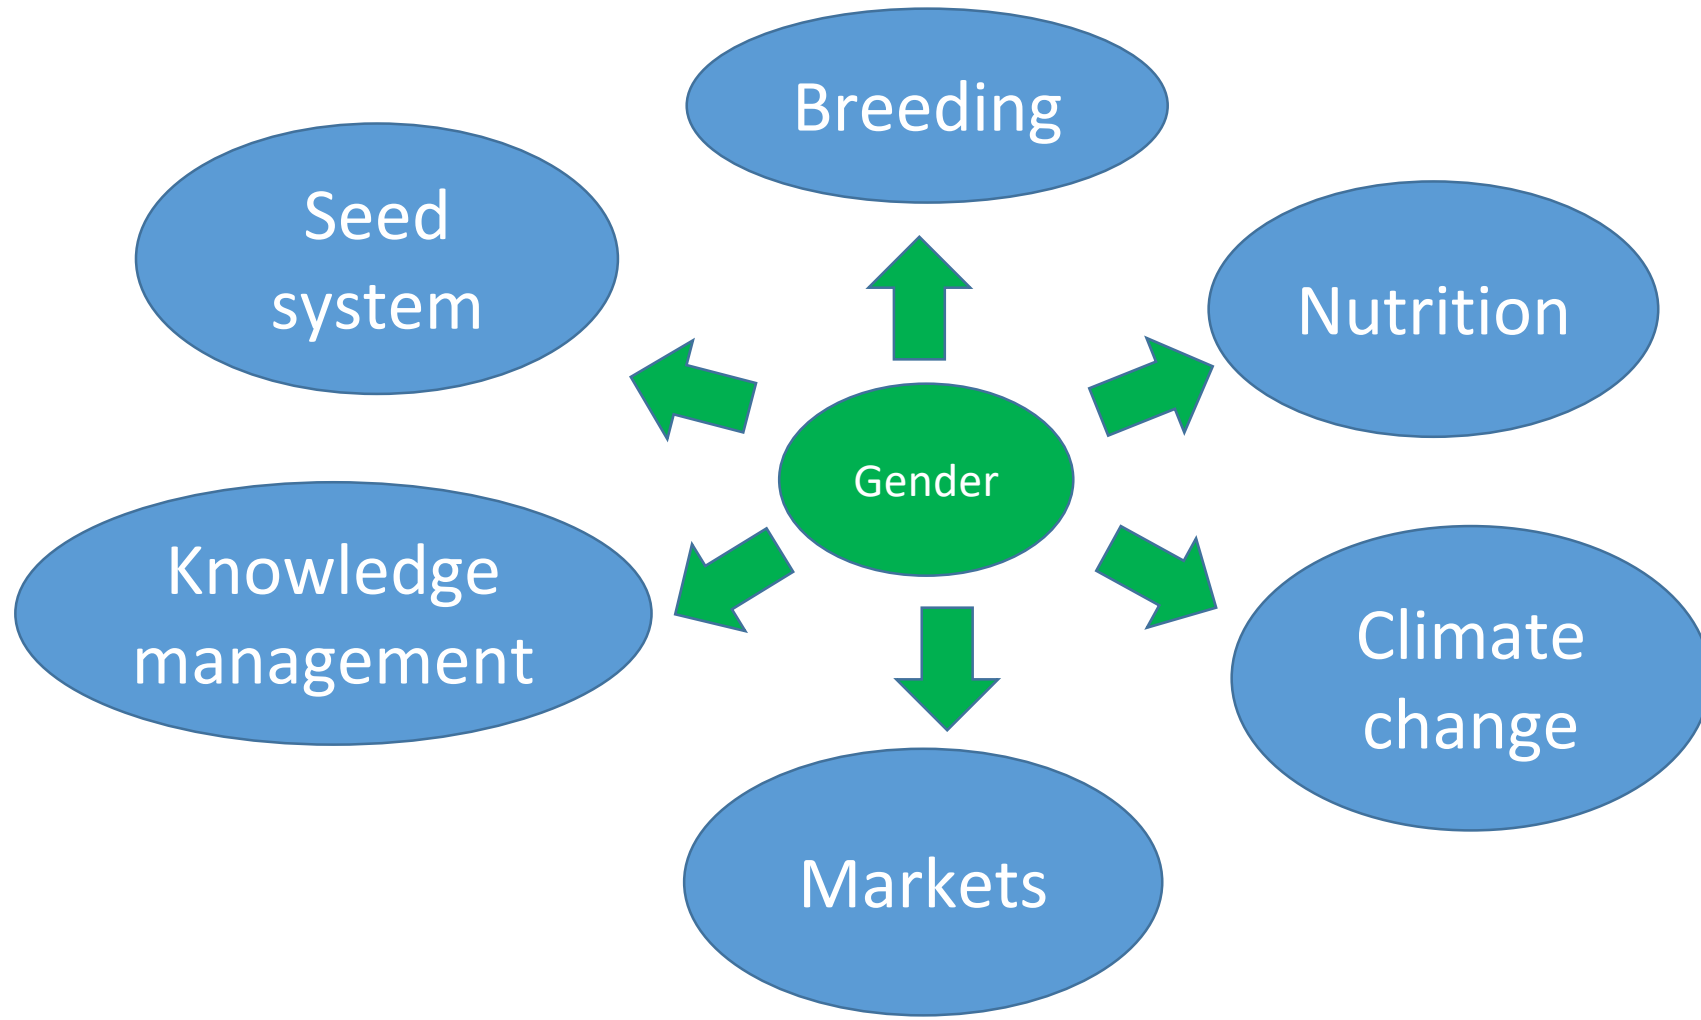 Breeding
Seed
system
Nutrition
Gender
Knowledge
management
Climate
change
Markets